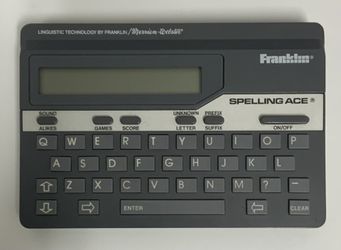 LINGUISTIC TECHNOLOGY BY FRANKLIN / Merriam-Webster®
Franklin®
SPELLING ACE®
SOUND UNKNOWN PREFIX
ALIKES GAMES SCORE LETTER SUFFIX ON/OFF
Q W E R T Y U I O P
A S D F G H J K L
Z X C V B N M
ENTER CLEAR